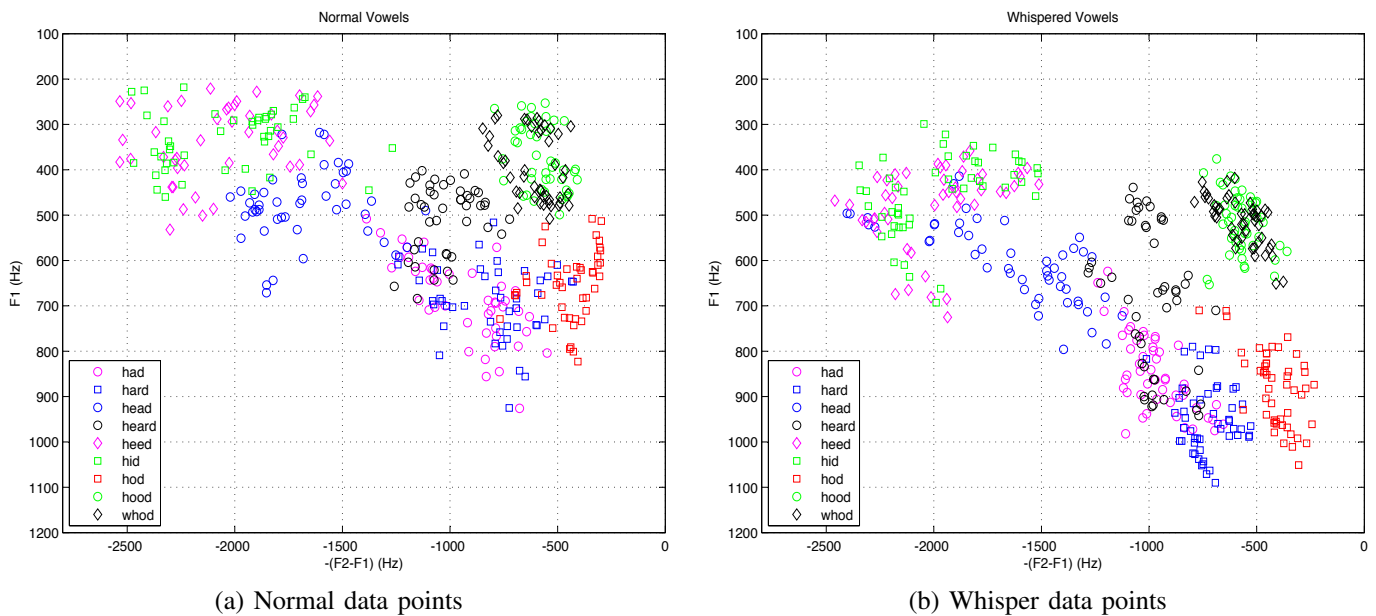 Normal Vowels
100
200
300
400
500
600
700
800
900
1000
1100
1200
F1 (Hz)
had
hard
head
heard
heed
hid
hod
hood
whod
-2500 -2000 -1500 -1000 -500 0
-(F2-F1) (Hz)
(a) Normal data points
Whispered Vowels
100
200
300
400
500
600
700
800
900
1000
1100
1200
F1 (Hz)
had
hard
head
heard
heed
hid
hod
hood
whod
-2500 -2000 -1500 -1000 -500 0
-(F2-F1) (Hz)
(b) Whisper data points